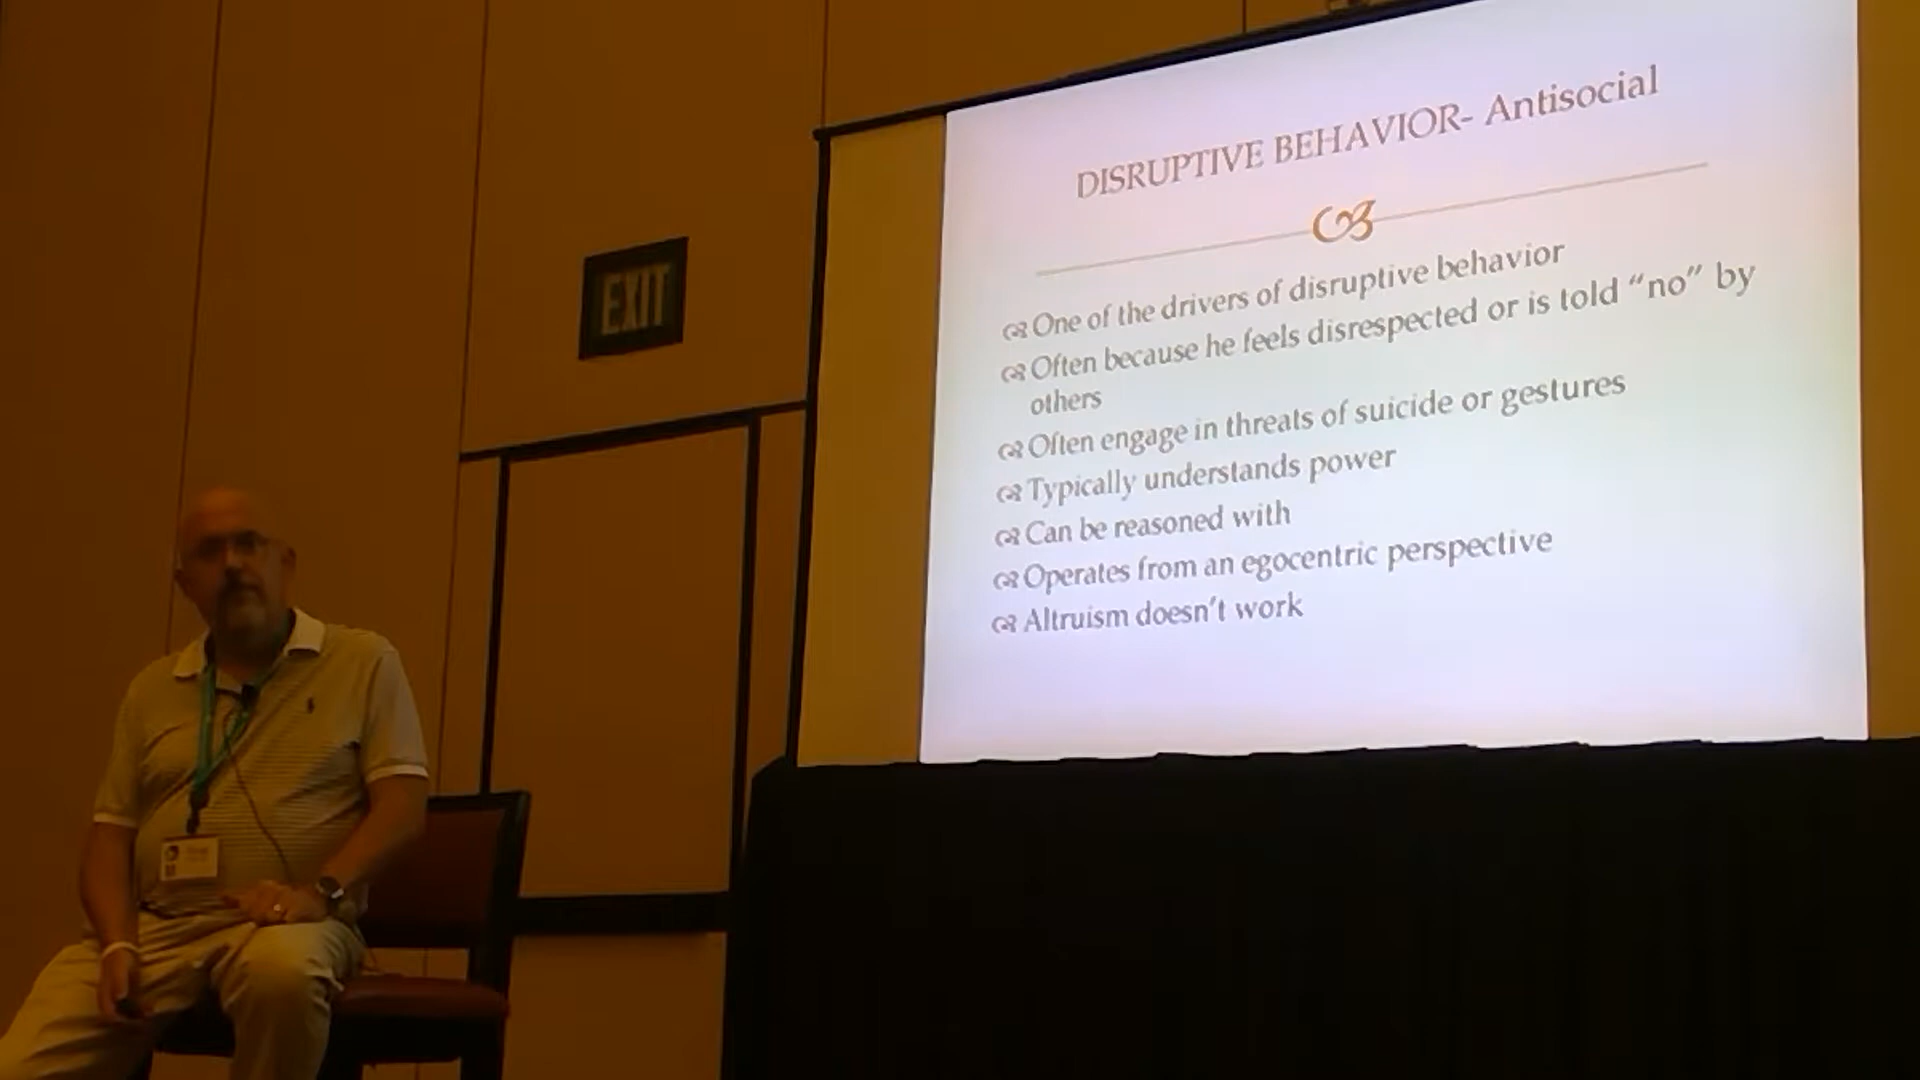 EXIT
DISRUPTIVE BEHAVIOR- Antisocial
One of the drivers of disruptive behavior
Often because he feels disrespected or is told “no” by
others
Often engage in threats of suicide or gestures
Typically understands power
Can be reasoned with
Operates from an egocentric perspective
Altruism doesn’t work